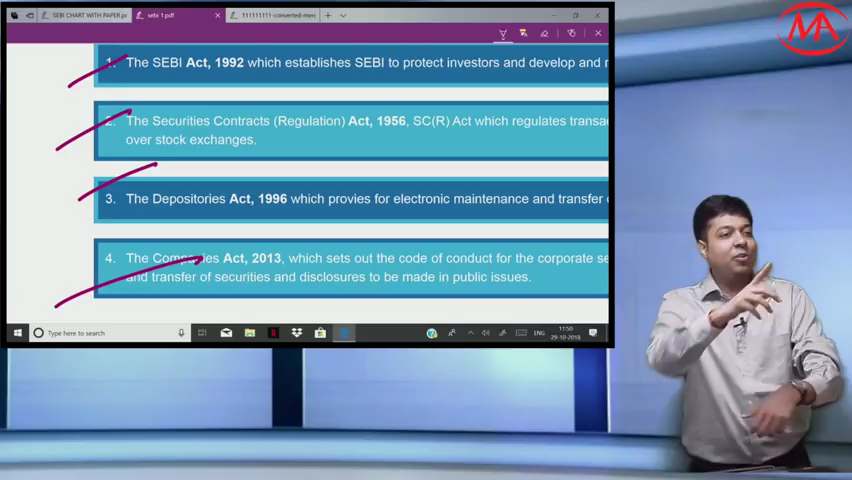 SEBI CHART WITH PAPER.pd
sebi 1.pdf
111111111-converted-mer
MA
1. The SEBI Act, 1992 which establishes SEBI to protect investors and develop and r
2. The Securities Contracts (Regulation) Act, 1956, SC(R) Act which regulates transa
over stock exchanges.
3. The Depositories Act, 1996 which provies for electronic maintenance and transfer
4. The Companies Act, 2013, which sets out the code of conduct for the corporate se
and transfer of securities and disclosures to be made in public issues.
Type here to search
ENG
11:50
29-10-2018